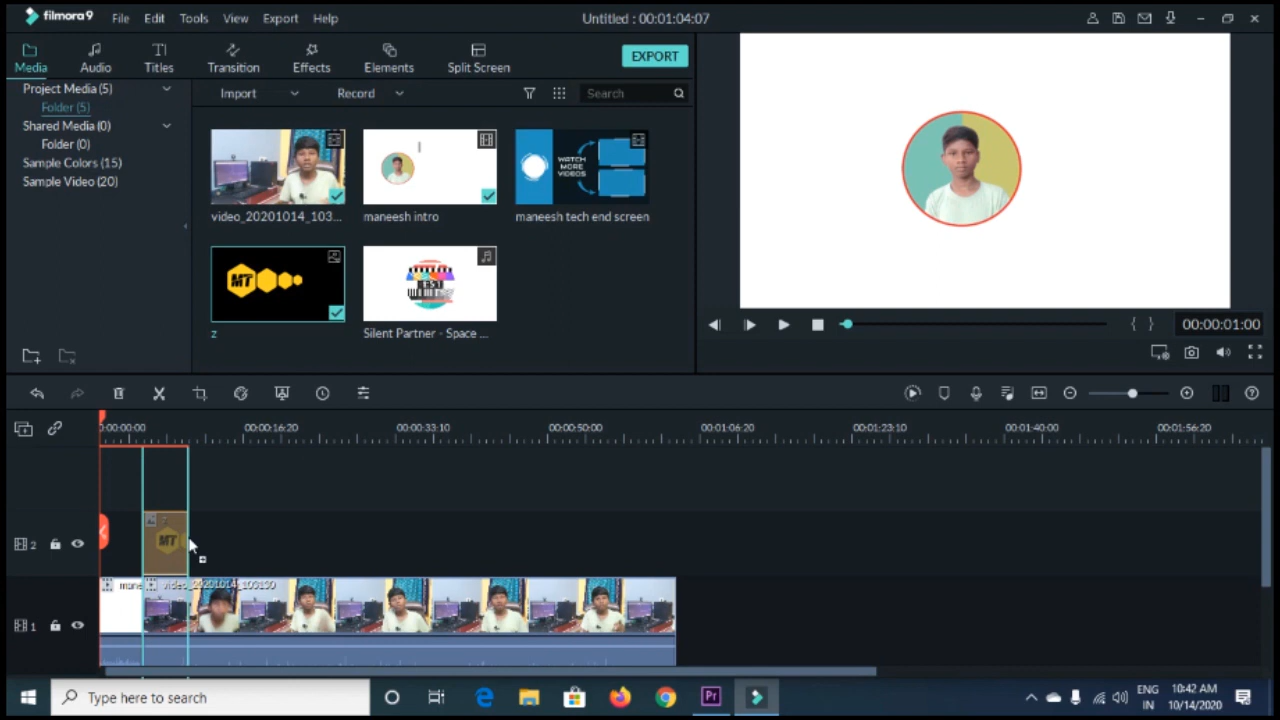 filmora9 File Edit Tools View Export Help Untitled : 00:01:04:07
Media Audio Titles Transition Effects Elements Split Screen EXPORT
Project Media (5)
Folder (5)
Shared Media (0)
Folder (0)
Sample Colors (15)
Sample Video (20)
Import Record Search
video_20201014_103... maneesh intro maneesh tech end screen
WATCH
MORE
VIDEOS
MT
z Silent Partner - Space ...
00:00:01:00
00:00:00 00:00:16:20 00:00:33:10 00:00:50:00 00:01:06:20 00:01:23:10 00:01:40:00 00:01:56:20
2
z
MT
1
mane video_20201014_103130
Type here to search
Pr
ENG
IN
10:42 AM
10/14/2020